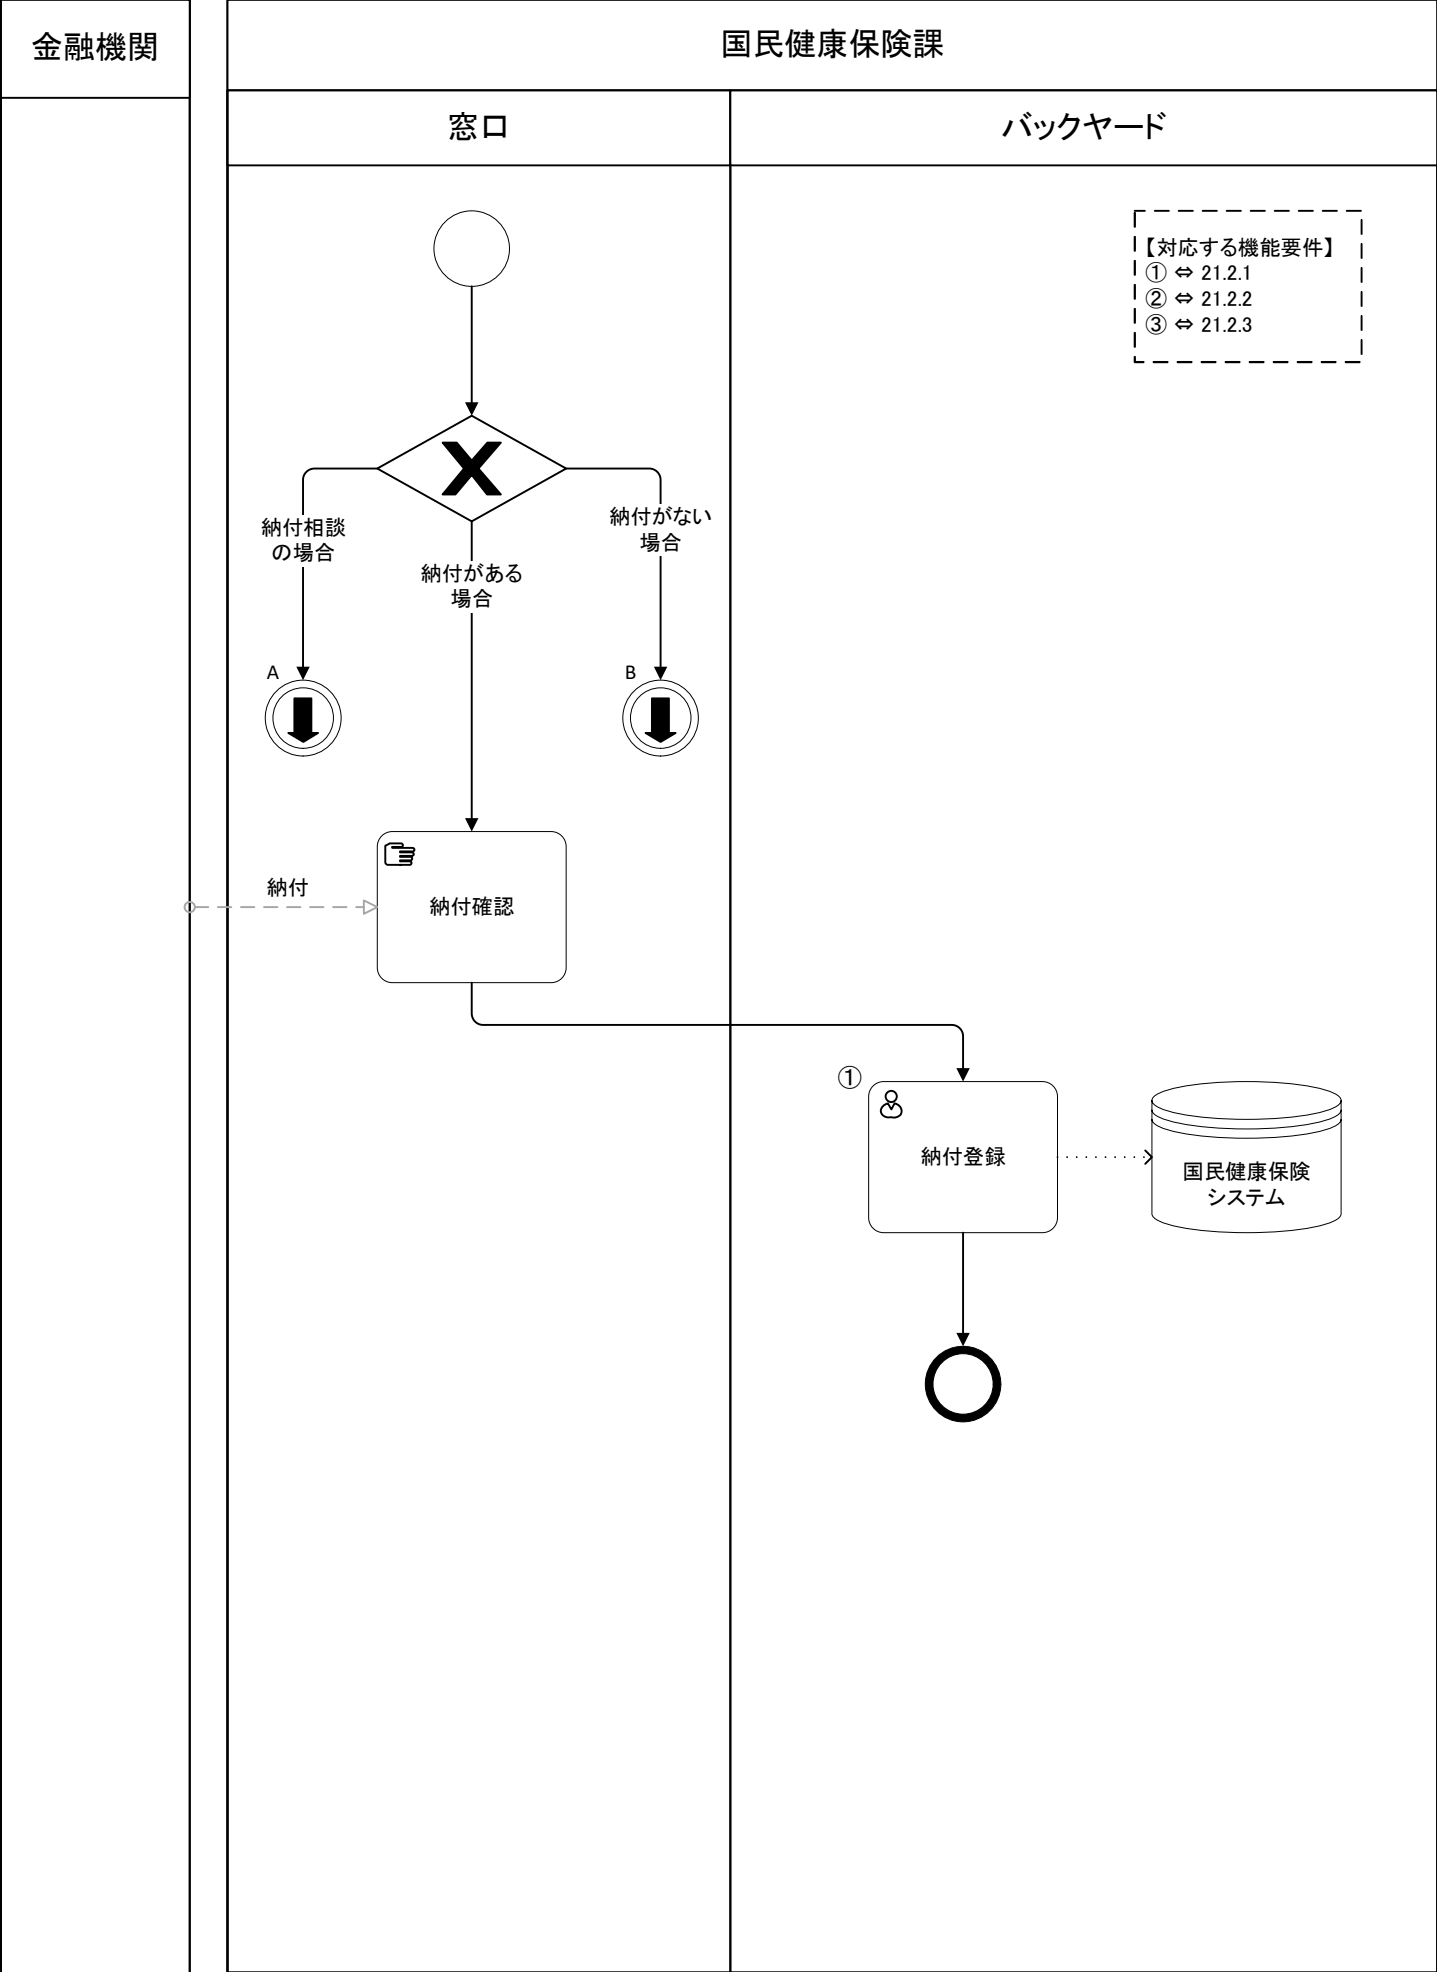 金融機関
国民健康保険課
窓口
バックヤード
【対応する機能要件】
① ⇔ 21.2.1
② ⇔ 21.2.2
③ ⇔ 21.2.3
納付相談
の場合
納付がある
場合
納付がない
場合
A
B
納付
納付確認
①
納付登録
国民健康保険
システム